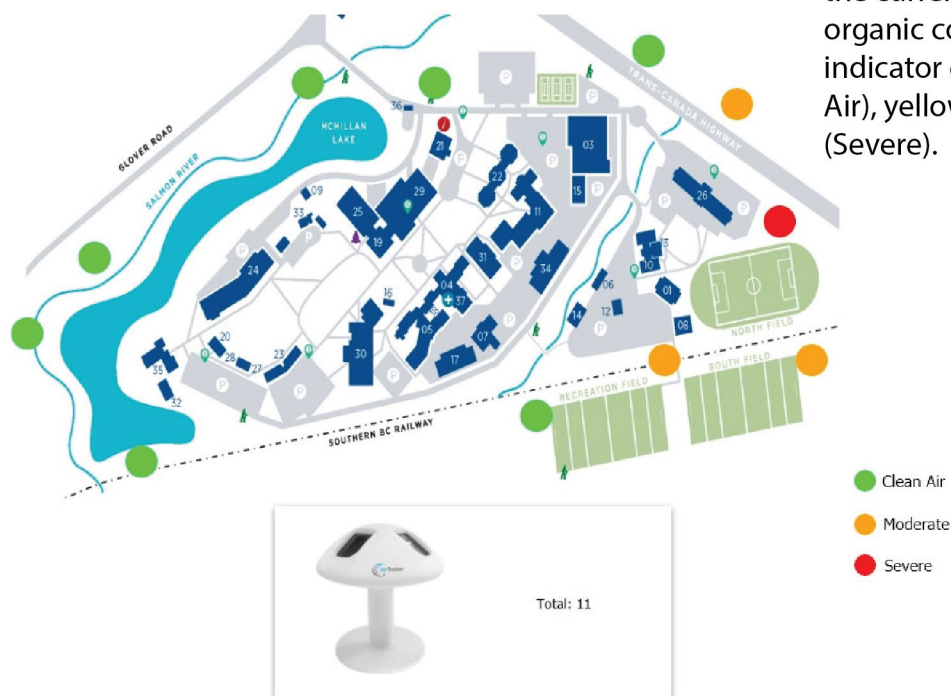 the curre
organic co
indicator
Air), yellow
(Severe).
GLOVER ROAD
SALMON RIVER
MCMILLAN
LAKE
TRANS-CANADA HIGHWAY
P
P
P
P
P
P
P
P
P
P
P
P
P
36
21
03
22
29
15
26
09
33
25
11
19
13
10
31
34
24
04
06
01
16
37
12
14
05
08
20
07
28
23
27
30
17
35
32
NORTH FIELD
SOUTH FIELD
RECREATION FIELD
SOUTHERN BC RAILWAY
Clean Air
Moderate
Severe
Total: 11